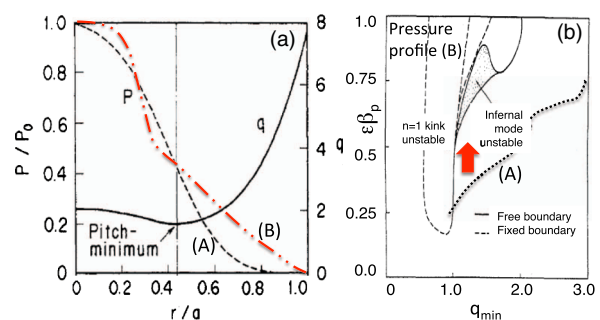 (a)
P / P₀
1.0
0.8
0.6
0.4
0.2
0
8
6
4
2
0
q
P
q
(A)
(B)
Pitch-
minimum
0
0.2
0.4
0.6
0.8
1.0
r/a
(b)
Pressure
profile (B)
εβp
1.0
0.75
0.5
0.25
0
n=1 kink
unstable
Internal
mode
unstable
(A)
Free boundary
Fixed boundary
0
1.0
2.0
3.0
qmin